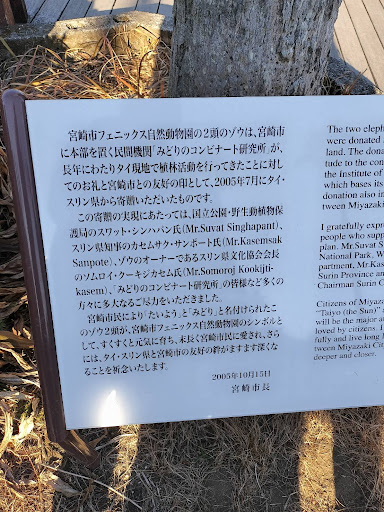 宮崎市フェニックス自然動物園の2頭のゾウは、宮崎市
に本部を置く民間機関「みどりのコンビナート研究所」が、
長年にわたりタイ現地で植林活動を行ってきたことに対し
てのお礼と宮崎市との友好の印として、2005年7月にタイ・
スリン県から寄贈いただいたものです。
この寄贈の実現にあたっては、国立公園・野生動植物保
護局のスワット・シンハパン氏(Mr.Suvat Singhapant)、
スリン県知事のカセムサク・サンポート氏(Mr.Kasemsak
Sanpote)、ゾウのオーナーであるスリン県文化協会会長
のソムロイ・クーキジカセム氏(Mr.Somoroj Kookijti-
kasem)、「みどりのコンビナート研究所」の皆様など多くの
方々に多大なるご尽力をいただきました。
宮崎市民により「たいよう」と「みどり」と名付けられたこ
のゾウ2頭が、宮崎市フェニックス自然動物園のシンボルと
して、すくすくと元気に育ち、末長く宮崎市民に愛され、さら
には、タイ・スリン県と宮崎市の友好の絆がますます深くな
ることを祈念いたします。
2005年10月15日
宮崎市長
The two eleph
were donated
land. The donat
tude to the con
the Institute of
which bases its
donation also in
tween Miyazaki
I gratefully expre
people who supp
plan. Mr.Suvat S
National Park, W
partment, Mr.Kas
Surin Province an
Chairman Surin C
Citizens of Miyaz
"Taiyo (the Sun)"
will be the major a
loved by citizens. I
fully and live long l
tween Miyazaki Cit
deeper and closer.